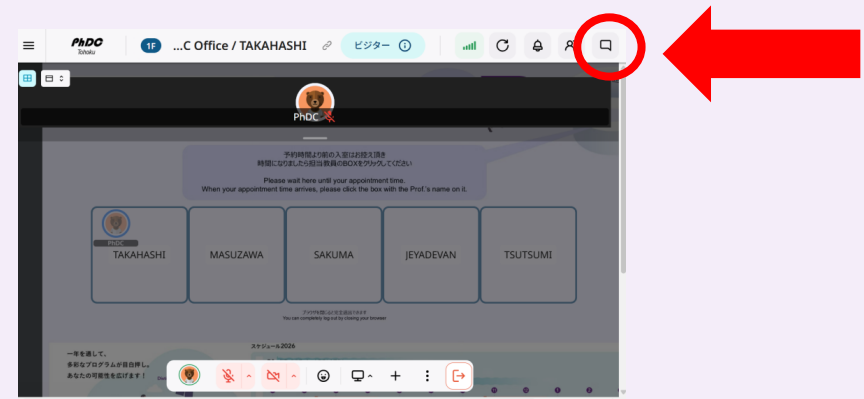 PhDC
Tohoku
1F
...C Office / TAKAHASHI
ビジター
PhDC
予約時間より前の入室はお控え頂き
時間になりましたら担当教員のBOXをクリックしてください
Please wait here until your appointment time.
When your appointment time arrives, please click the box with the Prof.'s name on it.
PhDC
TAKAHASHI
MASUZAWA
SAKUMA
JEYADEVAN
TSUTSUMI
You can completely log out by closing your browser
スケジュール2026
一年を通して、
多彩なプログラムが目白押し。
あなたの可能性を広げます!